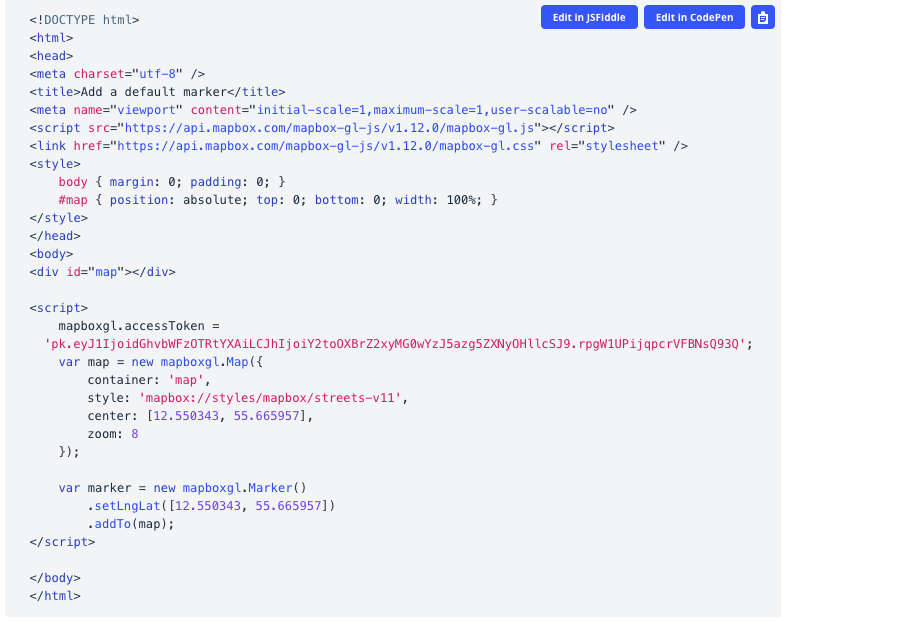 Edit in JSFiddle
Edit in CodePen
<!DOCTYPE html>
<html>
<head>
<meta charset="utf-8" />
<title>Add a default marker</title>
<meta name="viewport" content="initial-scale=1,maximum-scale=1,user-scalable=no" />
<script src="https://api.mapbox.com/mapbox-gl-js/v1.12.0/mapbox-gl.js"></script>
<link href="https://api.mapbox.com/mapbox-gl-js/v1.12.0/mapbox-gl.css" rel="stylesheet" />
<style>
    body { margin: 0; padding: 0; }
    #map { position: absolute; top: 0; bottom: 0; width: 100%; }
</style>
</head>
<body>
<div id="map"></div>

<script>
    mapboxgl.accessToken =
  'pk.eyJ1IjoidGhvbWFzOTRtYXAiLCJhIjoiY2toOXBrZ2xyMG0wYzJ5azg5ZXNyOHllcSJ9.rpgW1UPijqpcrVFBNsQ93Q';
    var map = new mapboxgl.Map({
        container: 'map',
        style: 'mapbox://styles/mapbox/streets-v11',
        center: [12.550343, 55.665957],
        zoom: 8
    });

    var marker = new mapboxgl.Marker()
        .setLngLat([12.550343, 55.665957])
        .addTo(map);
</script>

</body>
</html>